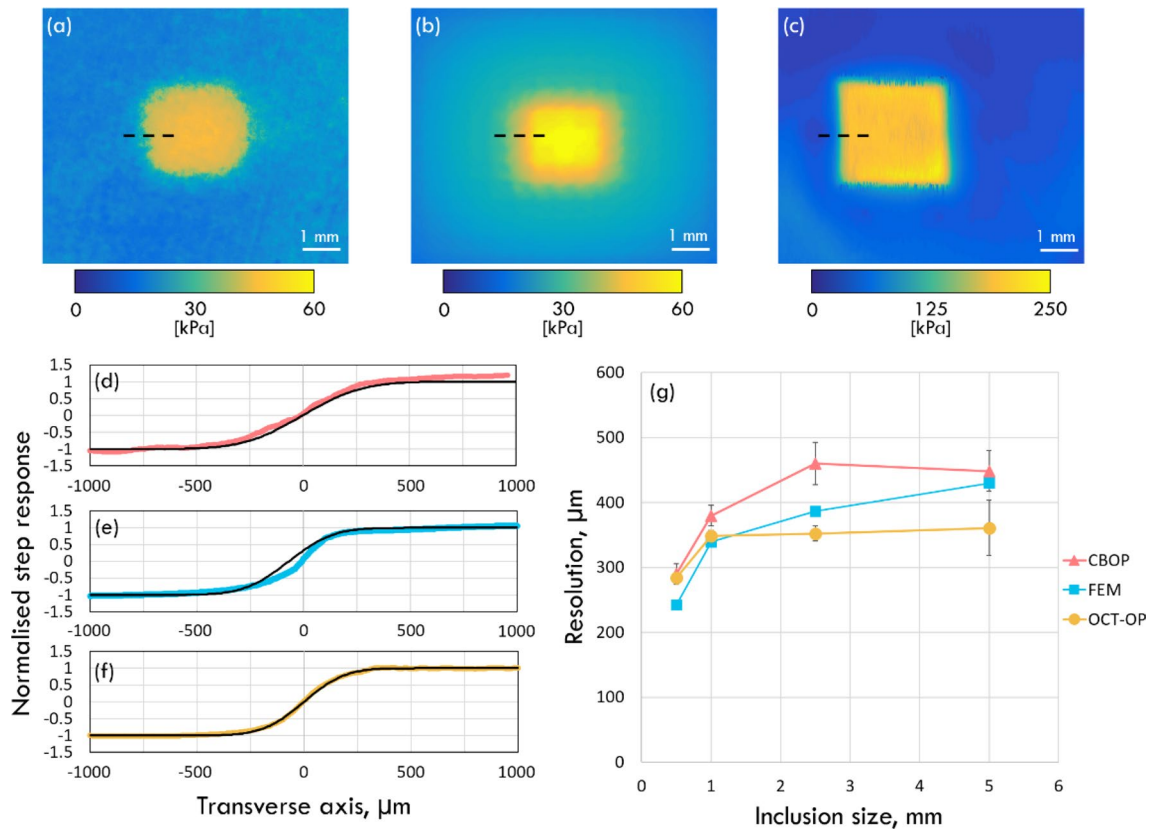 (a)
(b)
(c)
1 mm
1 mm
1 mm
0 30 60
[kPa]
0 30 60
[kPa]
0 125 250
[kPa]
Normalised step response
(d)
1.5
1
0.5
0
-0.5
-1
-1.5
-1000 -500 0 500 1000
(e)
1.5
1
0.5
0
-0.5
-1
-1.5
-1000 -500 0 500 1000
(f)
1.5
1
0.5
0
-0.5
-1
-1.5
-1000 -500 0 500 1000
Transverse axis, µm
(g)
Resolution, µm
600
500
400
300
200
100
0
0 1 2 3 4 5 6
Inclusion size, mm
CBOP
FEM
OCT-OP